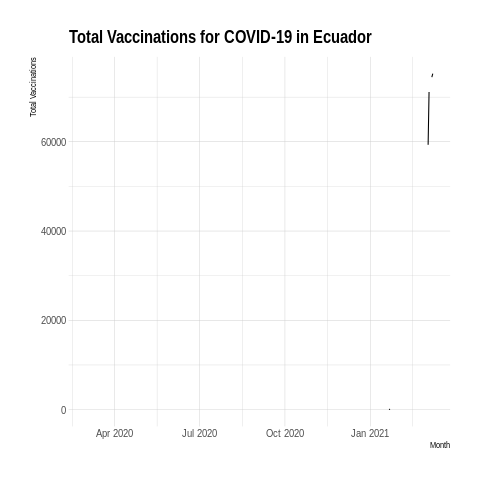 Total Vaccinations for COVID-19 in Ecuador
Total Vaccinations
60000
40000
20000
0
Apr 2020
Jul 2020
Oct 2020
Jan 2021
Month